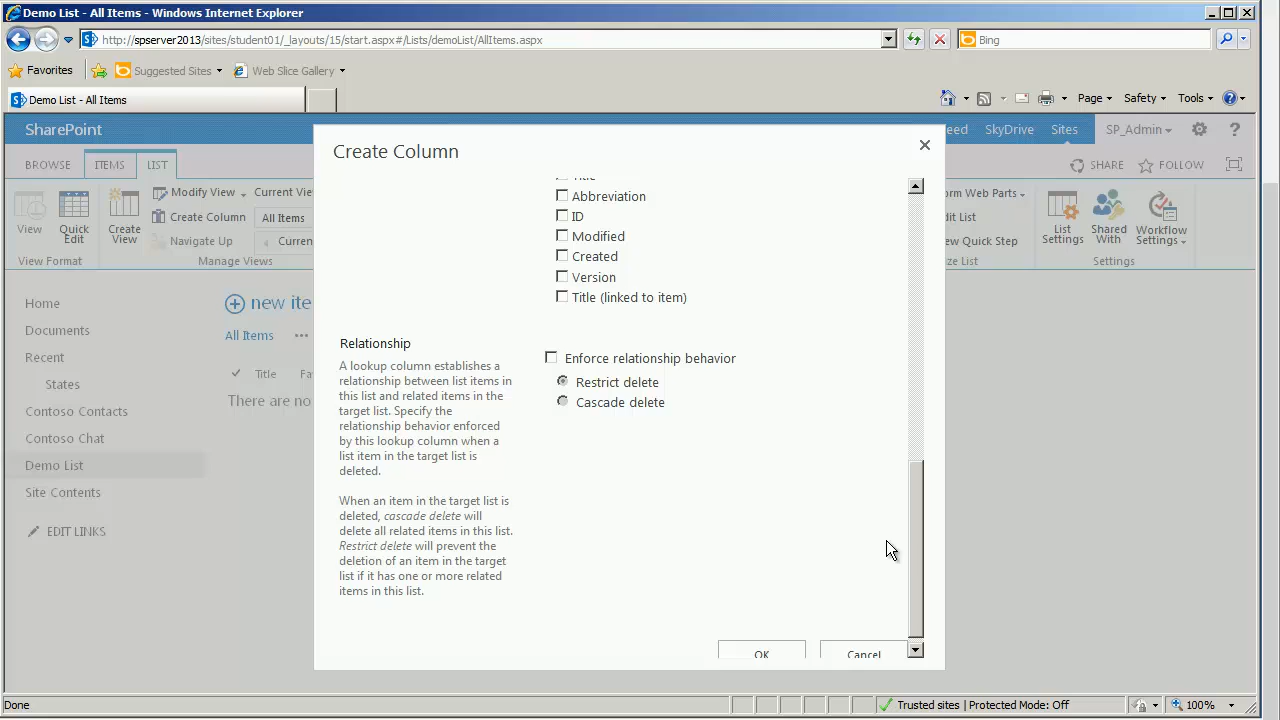 Demo List - All Items - Windows Internet Explorer
http://spserver2013/sites/student01/_layouts/15/start.aspx#/Lists/demoList/AllItems.aspx
Bing
Favorites
Suggested Sites
Web Slice Gallery
Demo List - All Items
Page
Safety
Tools
SharePoint
eed
SkyDrive
Sites
SP_Admin
?
BROWSE
ITEMS
LIST
SHARE
FOLLOW
View
Quick
Edit
Create
View
Modify View
Create Column
Navigate Up
Current Vie
All Items
Curren
View Format
Manage Views
orm Web Parts
dit List
ew Quick Step
ize List
List
Settings
Shared
With
Workflow
Settings
Settings
Home
Documents
Recent
States
Contoso Contacts
Contoso Chat
Demo List
Site Contents
EDIT LINKS
new ite
All Items
...
Title
Fa
There are no
Create Column
Title
Abbreviation
ID
Modified
Created
Version
Title (linked to item)
Relationship
A lookup column establishes a
relationship between list items in
this list and related items in the
target list. Specify the
relationship behavior enforced
by this lookup column when a
list item in the target list is
deleted.
When an item in the target list is
deleted, cascade delete will
delete all related items in this list.
Restrict delete will prevent the
deletion of an item in the target
list if it has one or more related
items in this list.
Enforce relationship behavior
Restrict delete
Cascade delete
OK
Cancel
Done
Trusted sites | Protected Mode: Off
100%